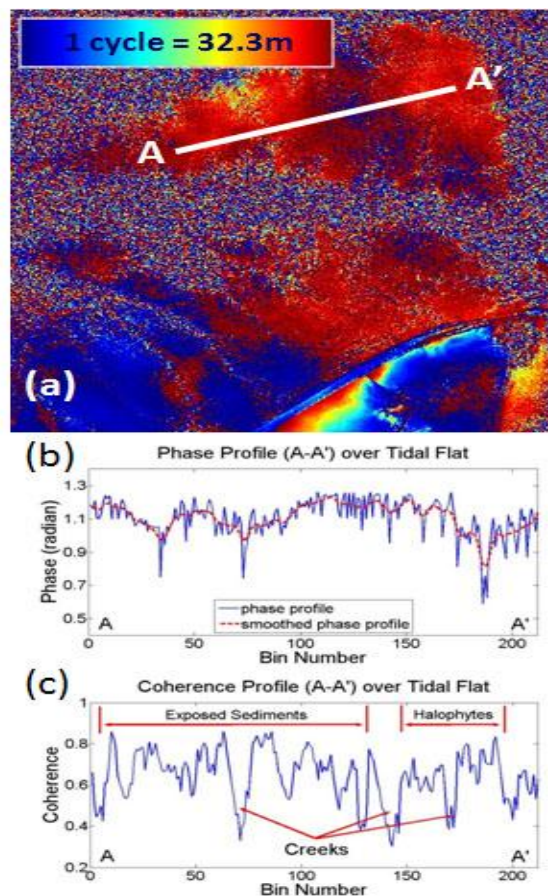 1 cycle = 32.3m
A'
A
(a)
(b)
Phase Profile (A-A') over Tidal Flat
Phase (radian)
1.3
1.1
0.9
0.7
0.5
phase profile
smoothed phase profile
A
A'
0
50
100
150
200
Bin Number
(c)
Coherence Profile (A-A') over Tidal Flat
Coherence
1
0.8
0.6
0.4
0.2
Exposed Sediments
Halophytes
Creeks
A
A'
0
50
100
150
200
Bin Number